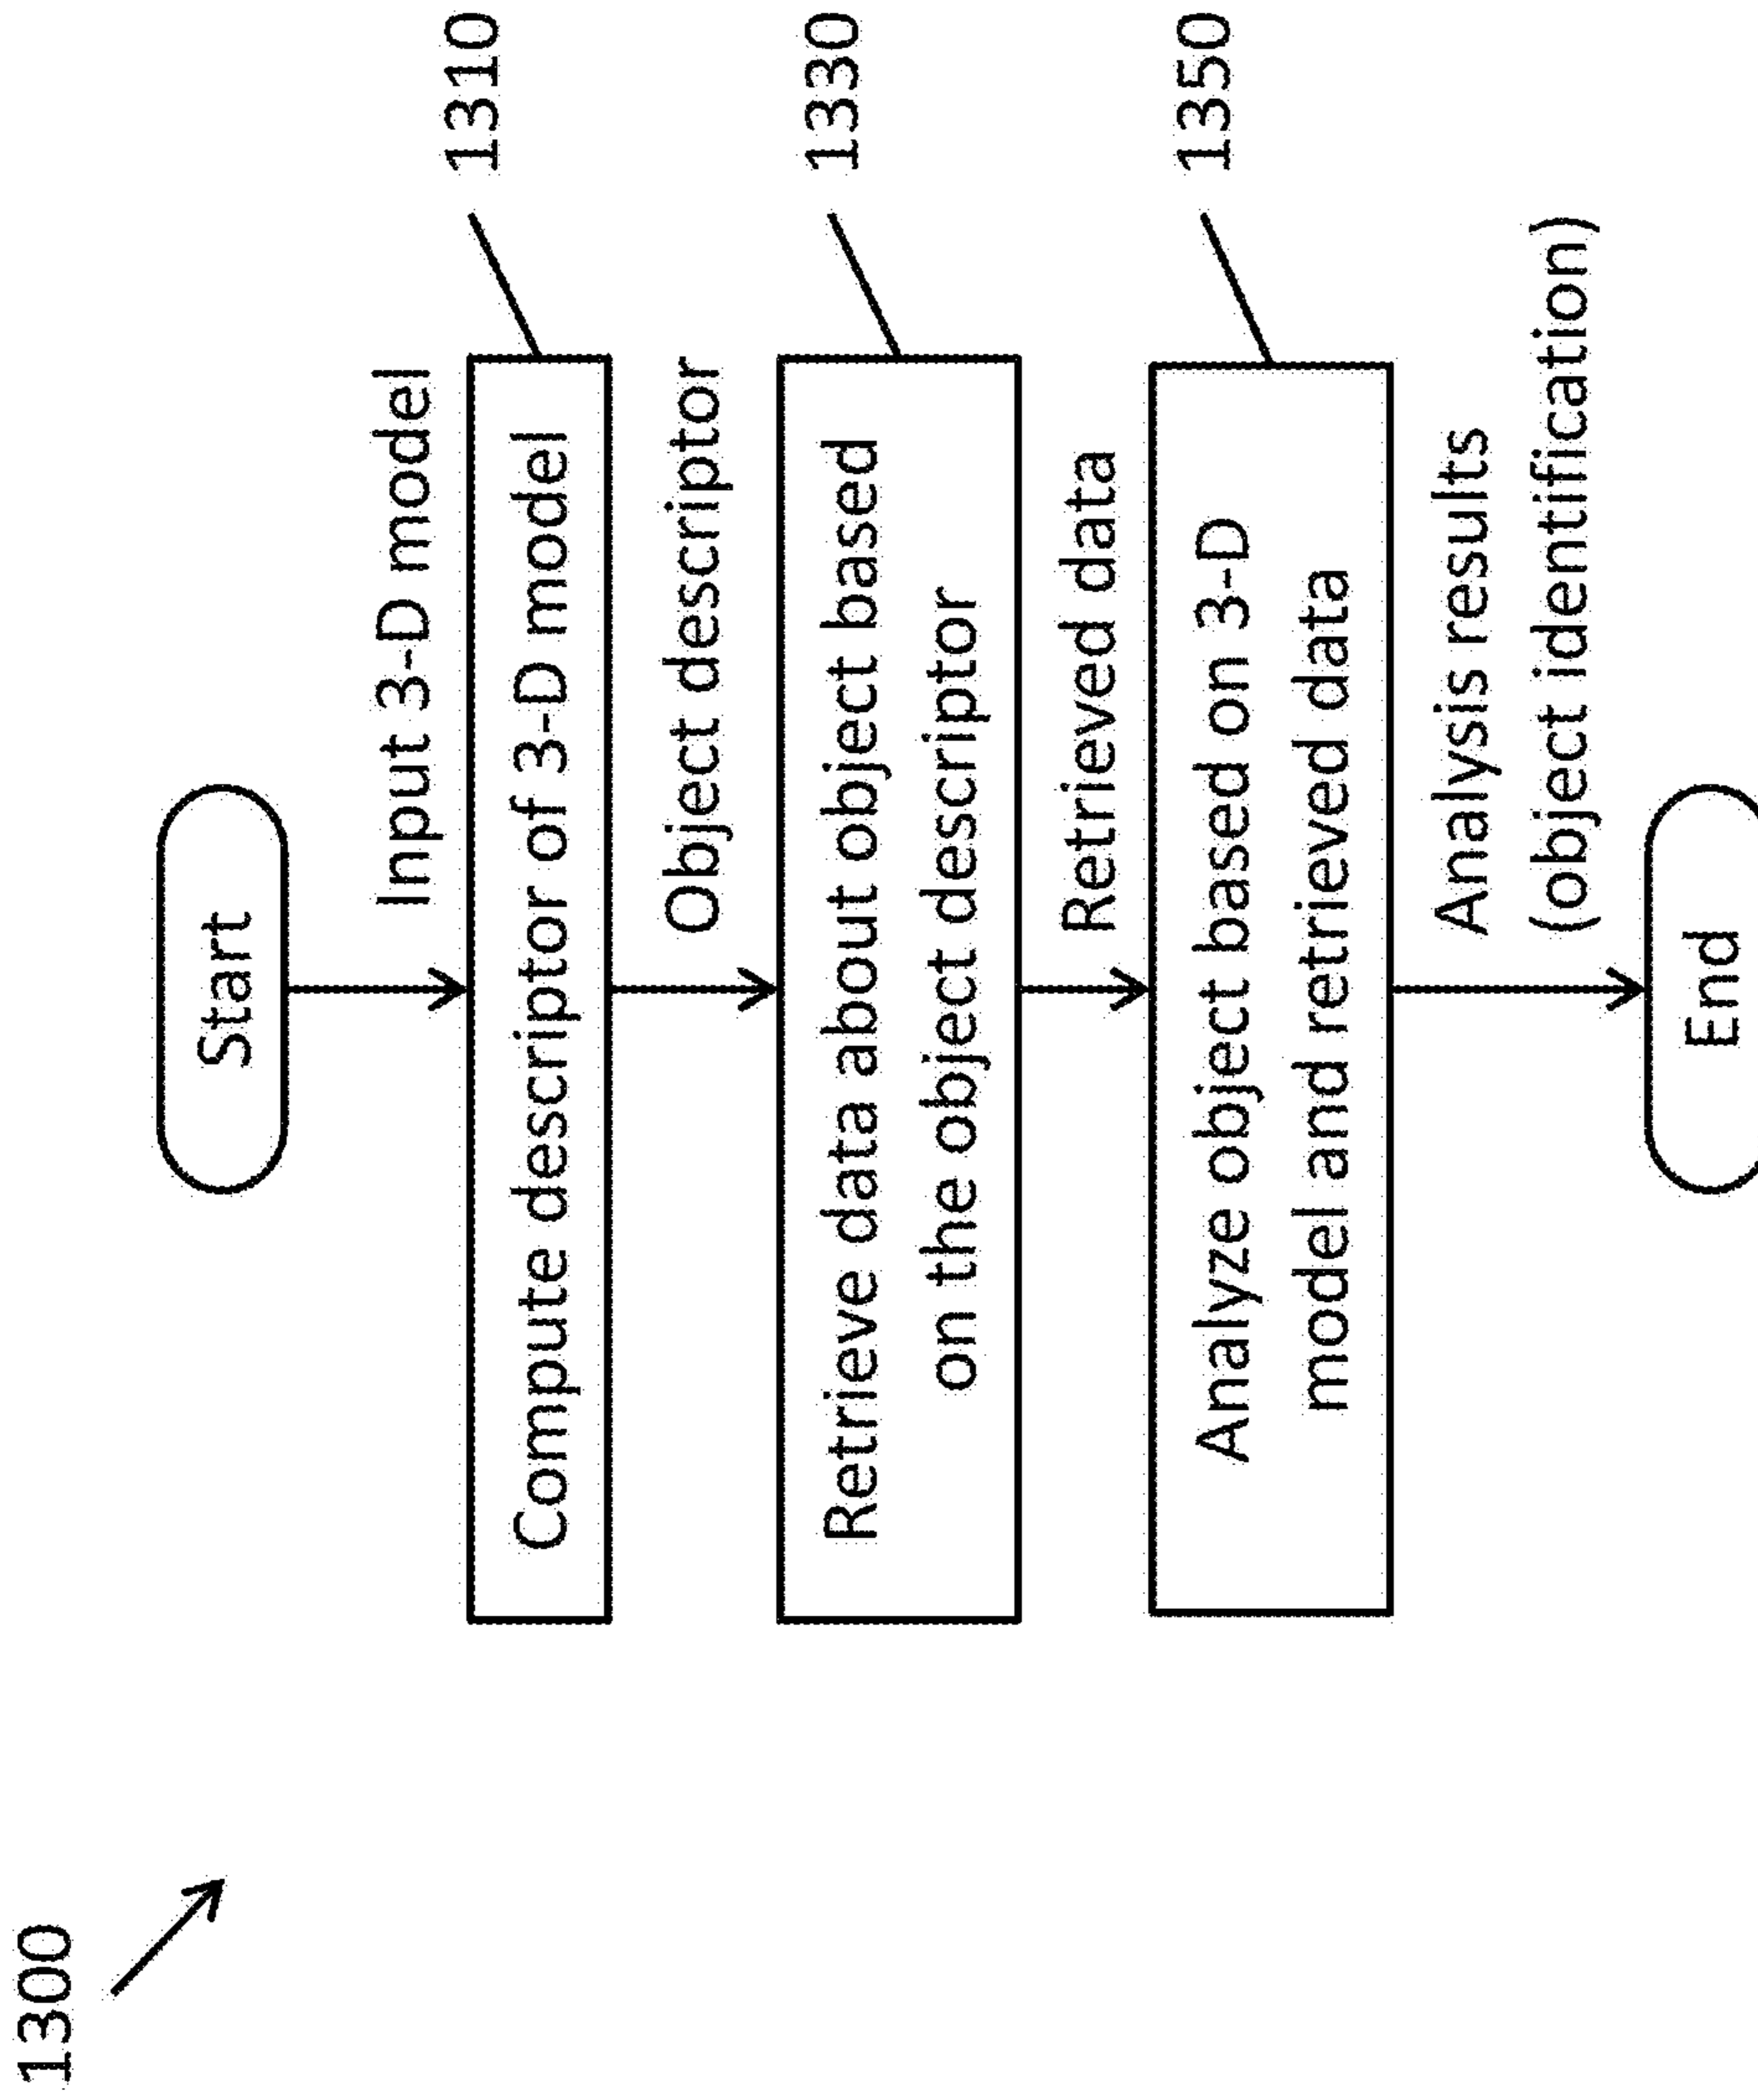 1300
Start
Input 3-D model
1310
Compute descriptor of 3-D model
Object descriptor
1330
Retrieve data about object based
on the object descriptor
Retrieved data
1350
Analyze object based on 3-D
model and retrieved data
Analysis results
(object identification)
End